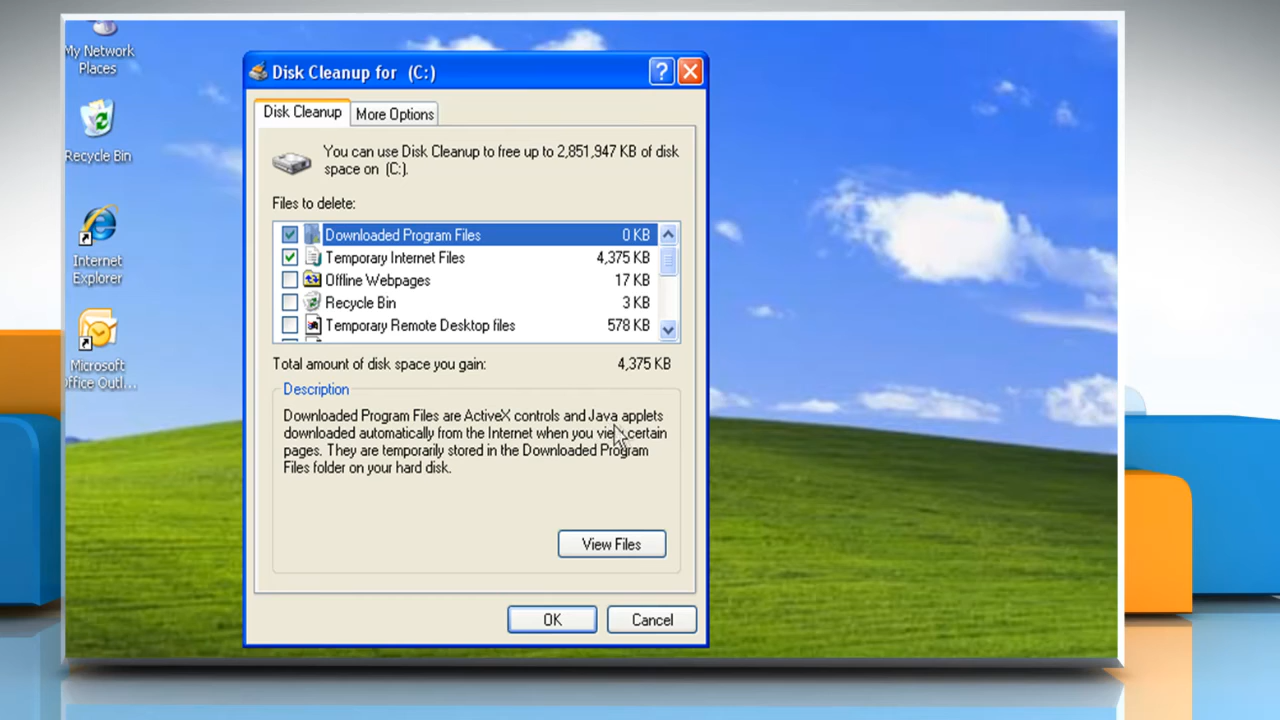 My Network
Places
Recycle Bin
Internet
Explorer
Microsoft
Office Outl...
Disk Cleanup for (C:)
?
Disk Cleanup
More Options
You can use Disk Cleanup to free up to 2,851,947 KB of disk
space on (C:).
Files to delete:
Downloaded Program Files 0 KB
Temporary Internet Files 4,375 KB
Offline Webpages 17 KB
Recycle Bin 3 KB
Temporary Remote Desktop files 578 KB
Total amount of disk space you gain: 4,375 KB
Description
Downloaded Program Files are ActiveX controls and Java applets
downloaded automatically from the Internet when you view certain
pages. They are temporarily stored in the Downloaded Program
Files folder on your hard disk.
View Files
OK
Cancel